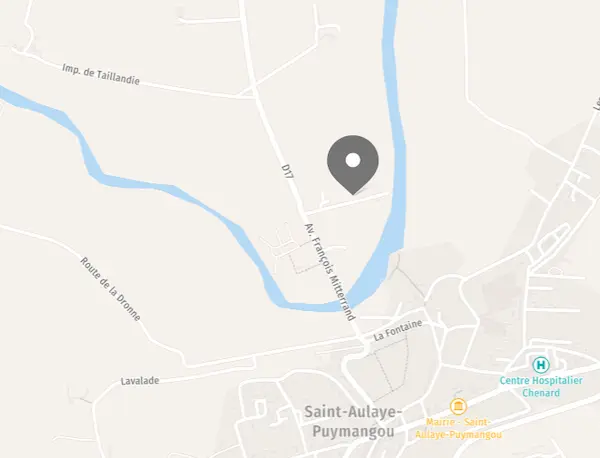 Imp. de Taillandie
D17
Av. François Mitterrand
Route de la Dronne
La Fontaine
Lavalade
H
Centre Hospitalier
Chenard
Saint-Aulaye-
Puymangou
Mairie - Saint-
Aulaye-Puymangou